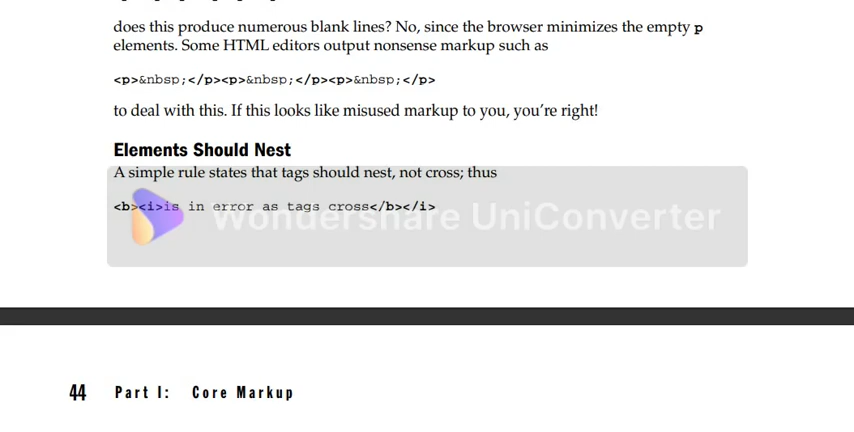 does this produce numerous blank lines? No, since the browser minimizes the empty p
elements. Some HTML editors output nonsense markup such as
<p>&nbsp;</p><p>&nbsp;</p><p>&nbsp;</p>
to deal with this. If this looks like misused markup to you, you’re right!
Elements Should Nest
A simple rule states that tags should nest, not cross; thus
<b><i>is in error as tags cross</b></i>
Wondershare UniConverter
44 Part I: Core Markup